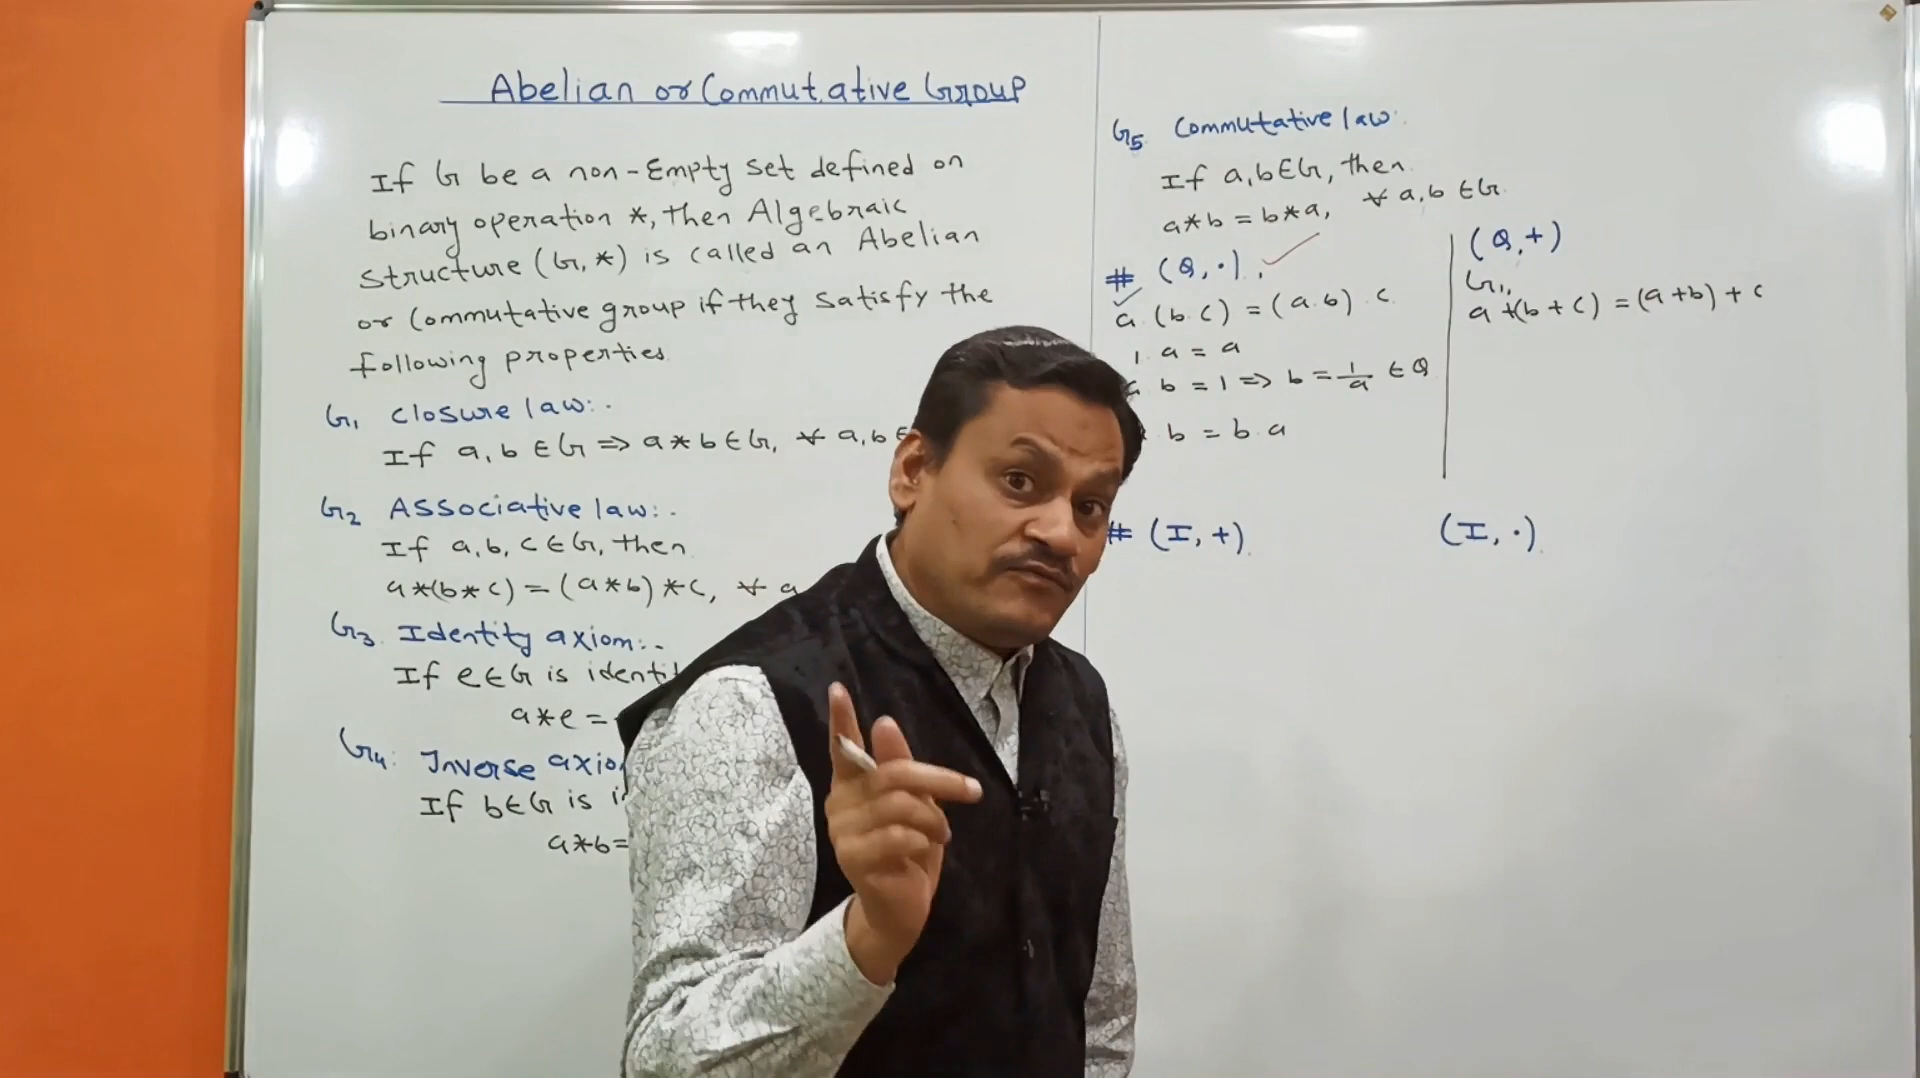 Abelian or Commutative Group
If G be a non-Empty set defined on
binary operation *, then Algebraic
Structure (G, *) is called an Abelian
or Commutative group if they satisfy the
following properties.
G₁ Closure law:-
If a, b ∈ G ⇒ a * b ∈ G, ∀ a, b ∈
G₂ Associative law:-
If a, b, c ∈ G, then
a*(b*c) = (a*b)*c, ∀ a
G₃ Identity axiom:-
If e ∈ G is identi
a*e =
G₄: Inverse axio
If b ∈ G is i
a*b=
G₅ Commutative law:
If a, b ∈ G, then
a*b = b*a, ∀ a, b ∈ G.
# (Q, ·). ✓
✓
a.(b.c) = (a.b).c
1. a = a
b = 1 ⇒ b = 1/a ∈ Q
. b = b.a
(Q, +)
G₁,
a+(b+c) = (a+b)+c
# (I, +).
(I, ·).